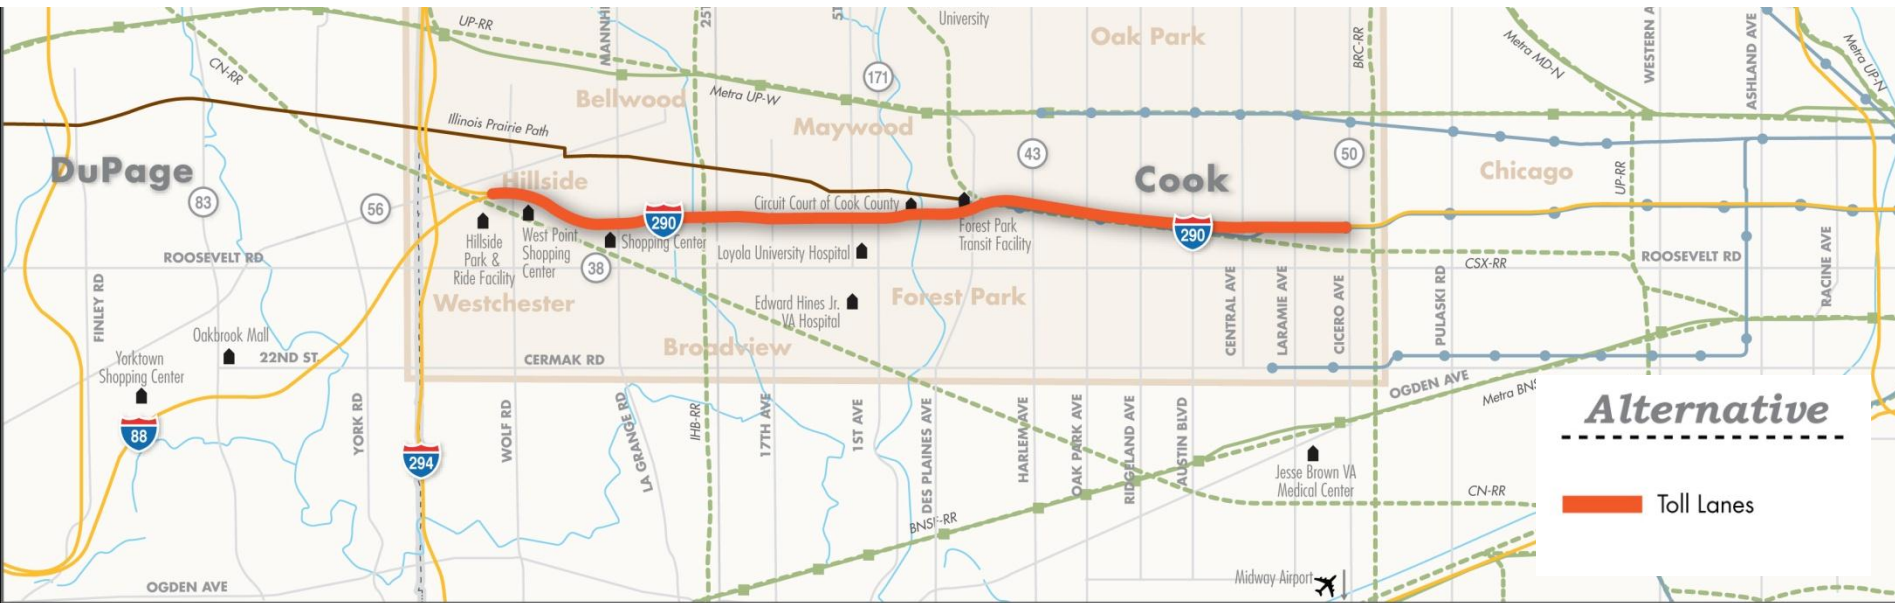 UP-RR
University
Oak Park
BRC-RR
Metra MD-N
WESTERN A
ASHLAND AVE
Metra UP-N
CN-RR
MANNH
25
5
171
Bellwood
Metra UP-W
Illinois Prairie Path
Maywood
DuPage
83
56
Hillside
290
Circuit Court of Cook County
43
Cook
50
Chicago
UP-RR
Hillside
Park &
Ride Facility
West Point
Shopping
Center
Shopping Center
38
Loyola University Hospital
Forest Park
Transit Facility
290
ROOSEVELT RD
CSX-RR
ROOSEVELT RD
RACINE AVE
FINLEY RD
Westchester
Edward Hines Jr.
VA Hospital
Forest Park
CENTRAL AVE
LARAMIE AVE
CICERO AVE
PULASKI RD
Oakbrook Mall
Yorktown
Shopping Center
22ND ST.
CERMAK RD
Broadview
OGDEN AVE
Metra BNS
88
294
YORK RD
WOLF RD
LA GRANGE RD
IHB-RR
17TH AVE
1ST AVE
DES PLAINES AVE
HARLEM AVE
OAK PARK AVE
RIDGELAND AVE
AUSTIN BLVD
Jesse Brown VA
Medical Center
CN-RR
BNSF-RR
Midway Airport
OGDEN AVE
Alternative
Toll Lanes